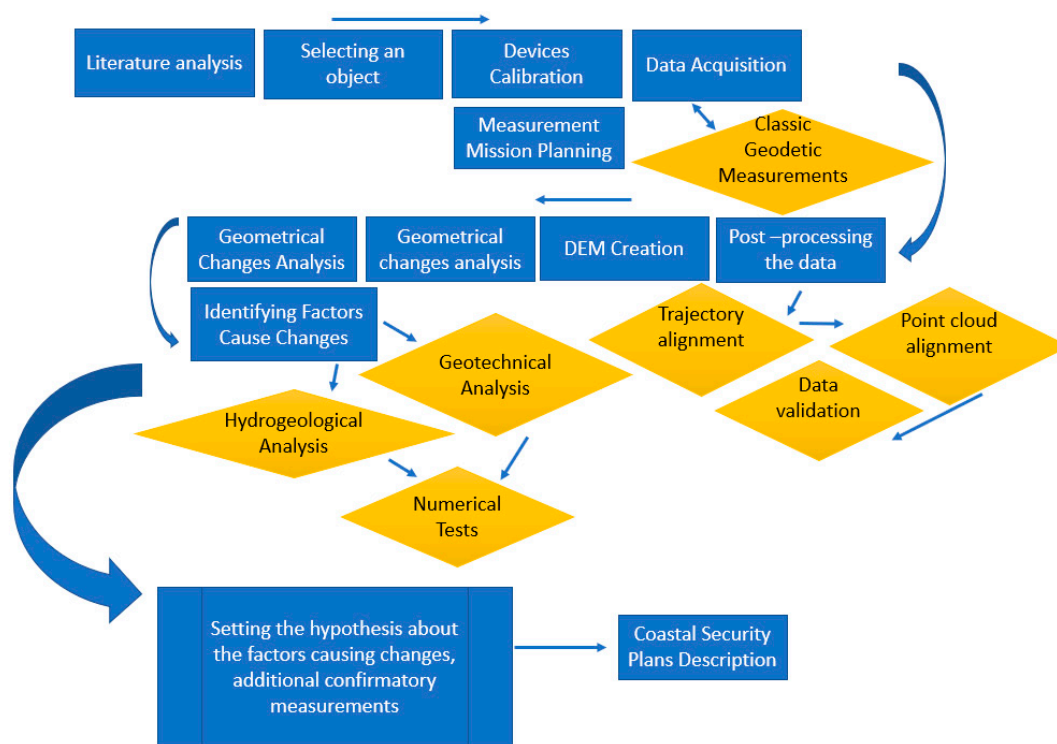 Literature analysis
Selecting an
object
Devices
Calibration
Data Acquisition
Measurement
Mission Planning
Classic
Geodetic
Measurements
Geometrical
Changes Analysis
Geometrical
changes analysis
DEM Creation
Post –processing
the data
Identifying Factors
Cause Changes
Trajectory
alignment
Point cloud
alignment
Geotechnical
Analysis
Data
validation
Hydrogeological
Analysis
Numerical
Tests
Setting the hypothesis about
the factors causing changes,
additional confirmatory
measurements
Coastal Security
Plans Description